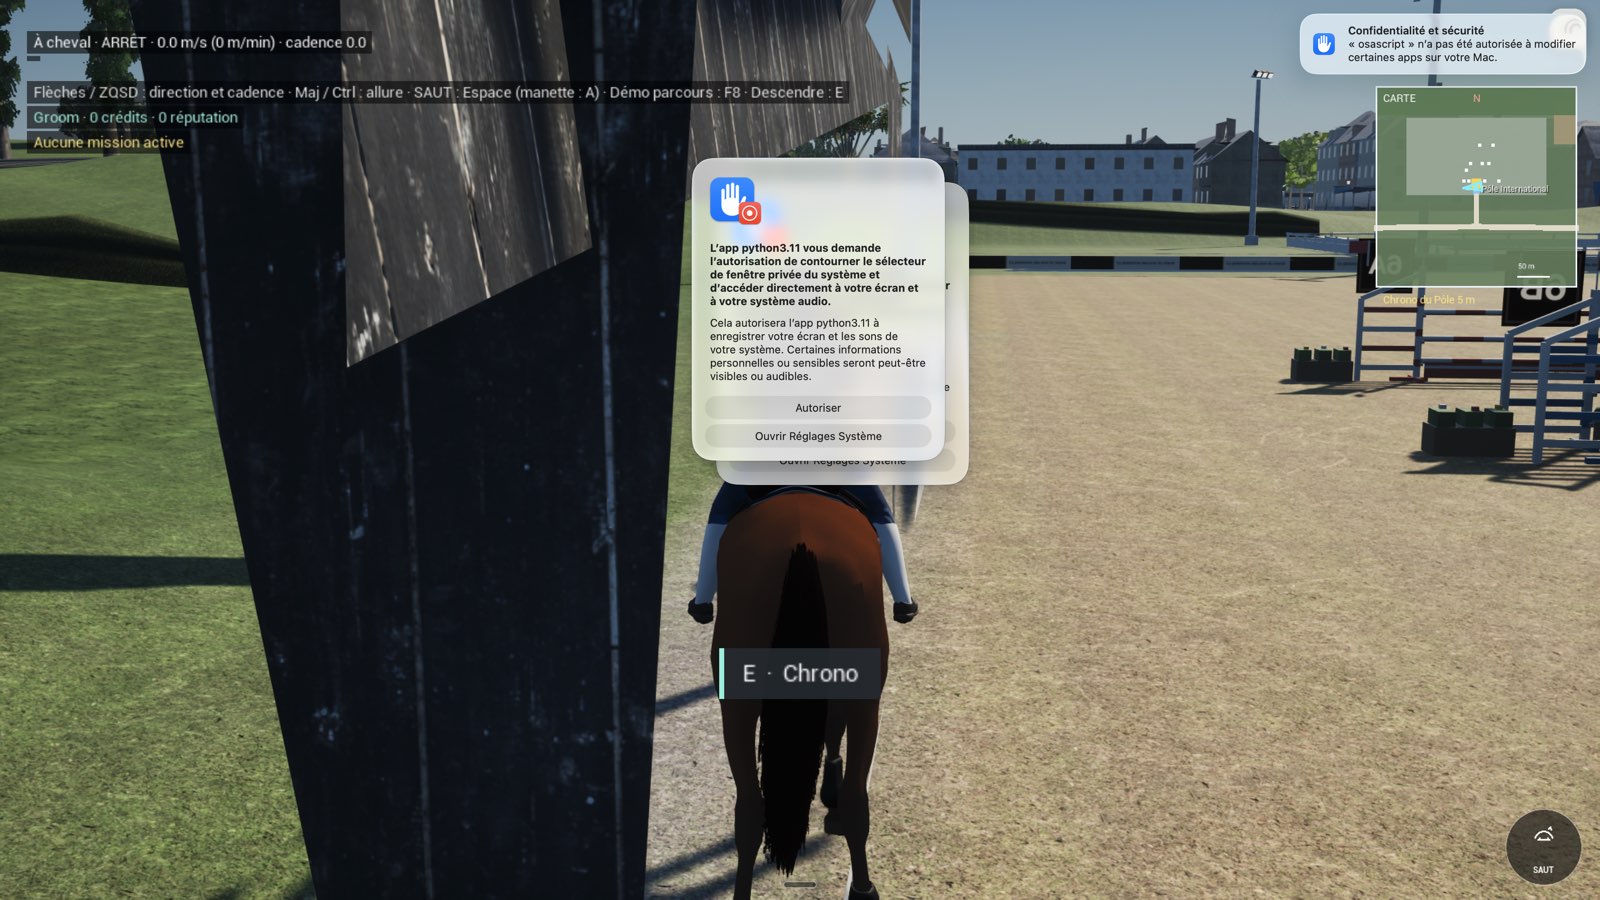 À cheval · ARRÊT · 0.0 m/s (0 m/min) · cadence 0.0
Flèches / ZQSD : direction et cadence · Maj / Ctrl : allure · SAUT : Espace (manette : A) · Démo parcours : F8 · Descendre : E
Groom · 0 crédits · 0 réputation
Aucune mission active
Confidentialité et sécurité
« osascript » n'a pas été autorisée à modifier
certaines apps sur votre Mac.
CARTE
N
Pôle International
50 m
Chrono du Pôle 5 m
L'app python3.11 vous demande
l'autorisation de contourner le sélecteur
de fenêtre privée du système et
d'accéder directement à votre écran et
à votre système audio.
Cela autorisera l'app python3.11 à
enregistrer votre écran et les sons de
votre système. Certaines informations
personnelles ou sensibles seront peut-être
visibles ou audibles.
Autoriser
Ouvrir Réglages Système
r
e
Ouvrir Réglages Système
E · Chrono
SAUT